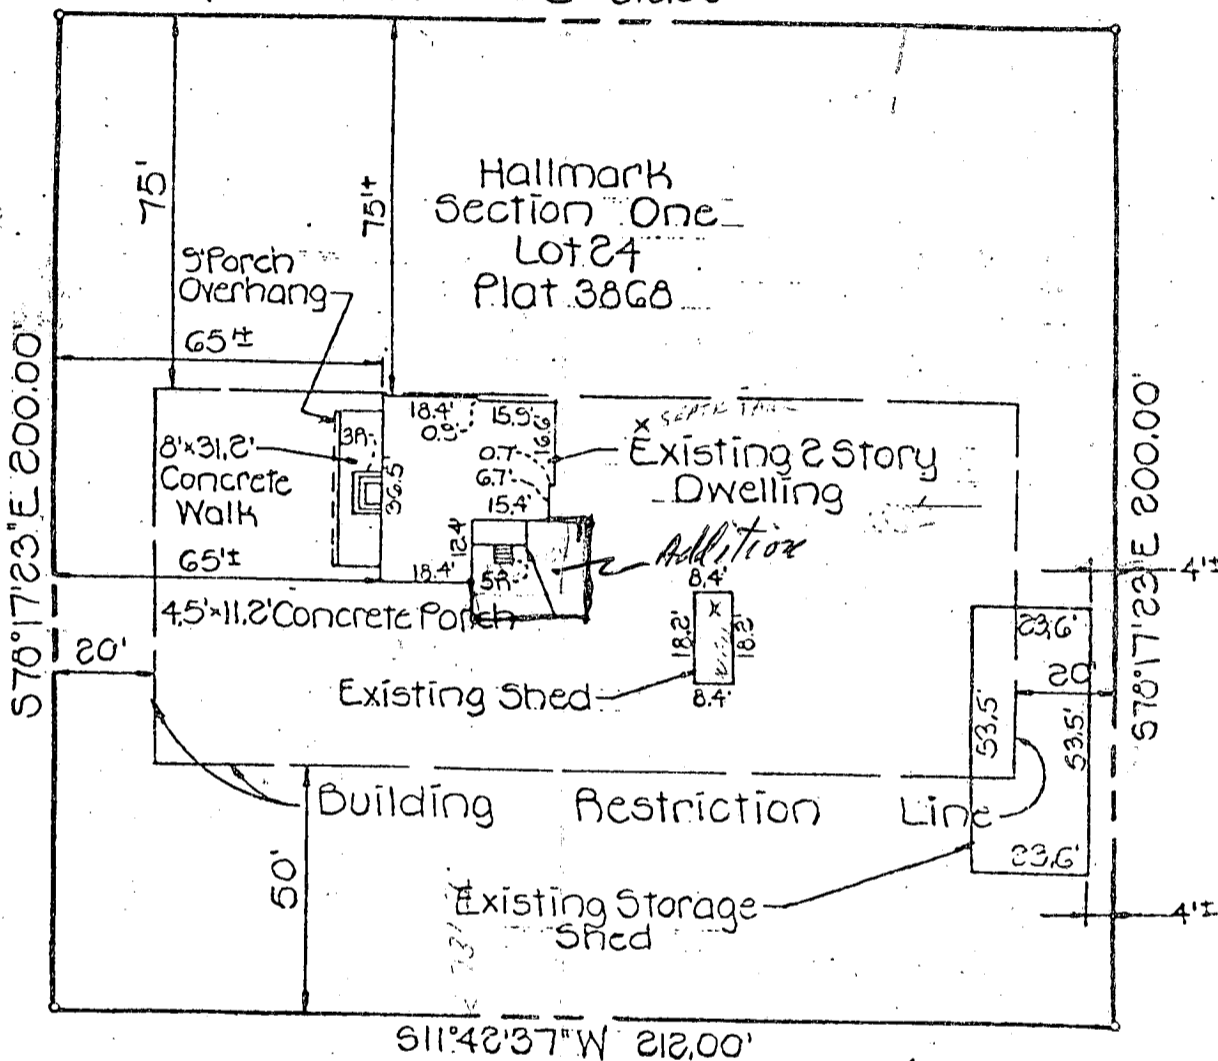 75'
75'±
Hallmark
Section One
Lot 24
Plat 3868
5' Porch
Overhang
65'±
S78°17'23"E 200.00'
8'x31.2'
Concrete
Walk
3R
36.5
18.4'
0.3'
15.9'
16.6'
0.7'
6.7'
15.4'
Existing 2 Story
Dwelling
x SEPTIC TANK
S78°17'23"E 200.00'
12.4'
18.4'
5R
Addition
65'±
4.5'x11.2' Concrete Porch
20'
8.4'
18.2'
x
18.2'
8.4'
Existing Shed
4'±
23.6'
20'
53.5'
53.5'
23.6'
4'±
Building Restriction Line
50'
Existing Storage
Shed
S11°42'37"W 212.00'